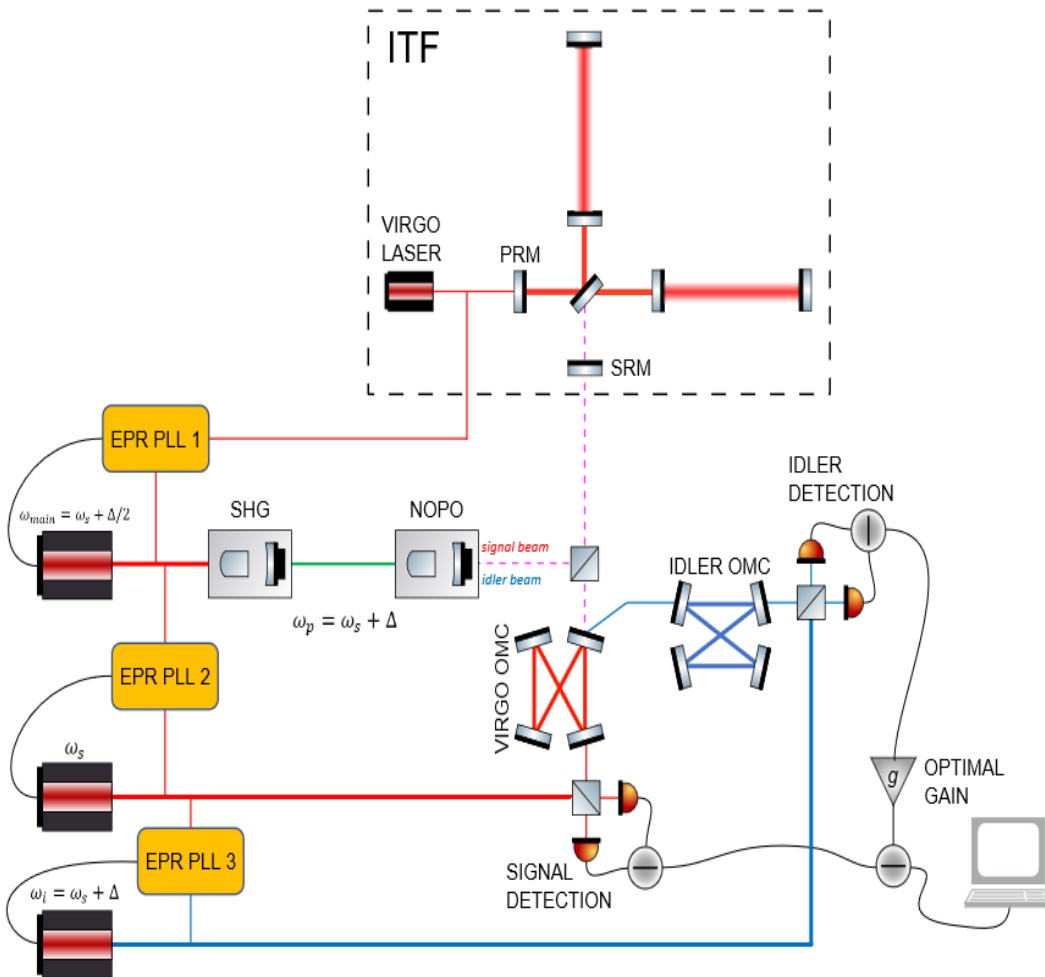 ITF
VIRGO
LASER
PRM
SRM
EPR PLL 1
ω_main = ω_s + Δ/2
SHG
NOPO
signal beam
idler beam
ω_p = ω_s + Δ
IDLER
DETECTION
IDLER OMC
VIRGO OMC
EPR PLL 2
ω_s
g
OPTIMAL
GAIN
EPR PLL 3
SIGNAL
DETECTION
ω_i = ω_s + Δ